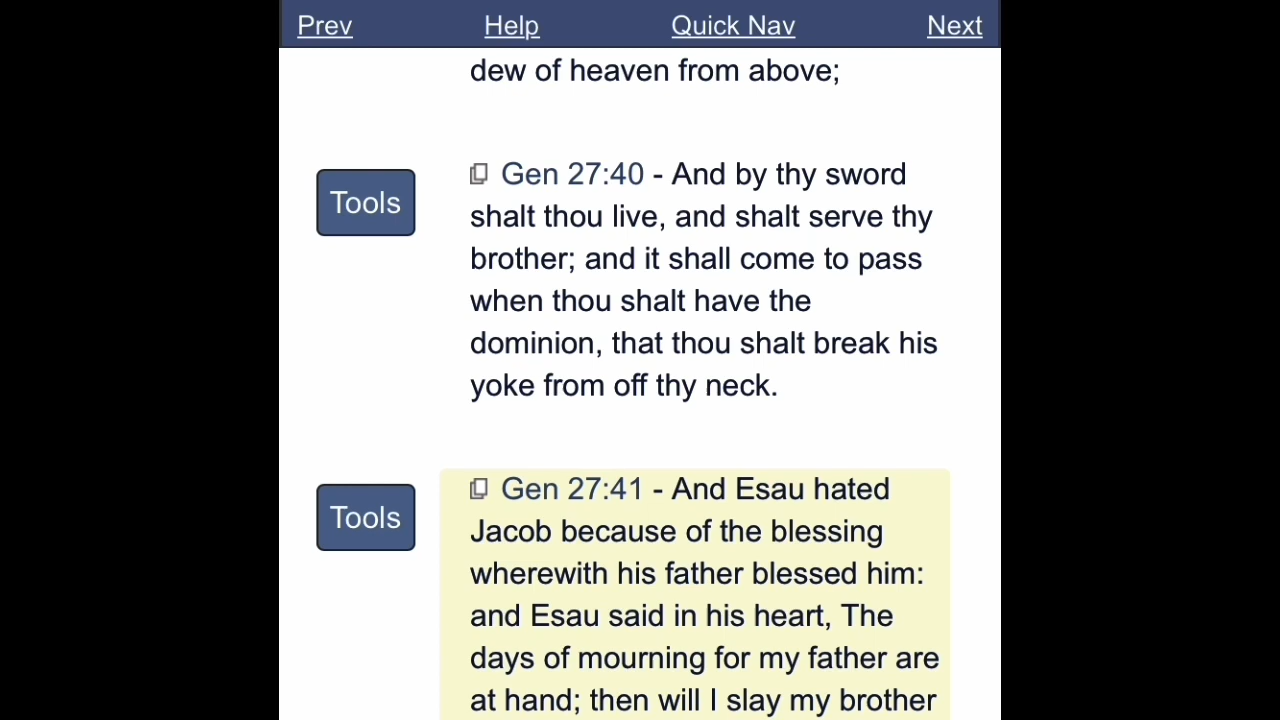 Prev Help Quick Nav Next
dew of heaven from above;
Tools
Gen 27:40 - And by thy sword
shalt thou live, and shalt serve thy
brother; and it shall come to pass
when thou shalt have the
dominion, that thou shalt break his
yoke from off thy neck.
Tools
Gen 27:41 - And Esau hated
Jacob because of the blessing
wherewith his father blessed him:
and Esau said in his heart, The
days of mourning for my father are
at hand; then will I slay my brother